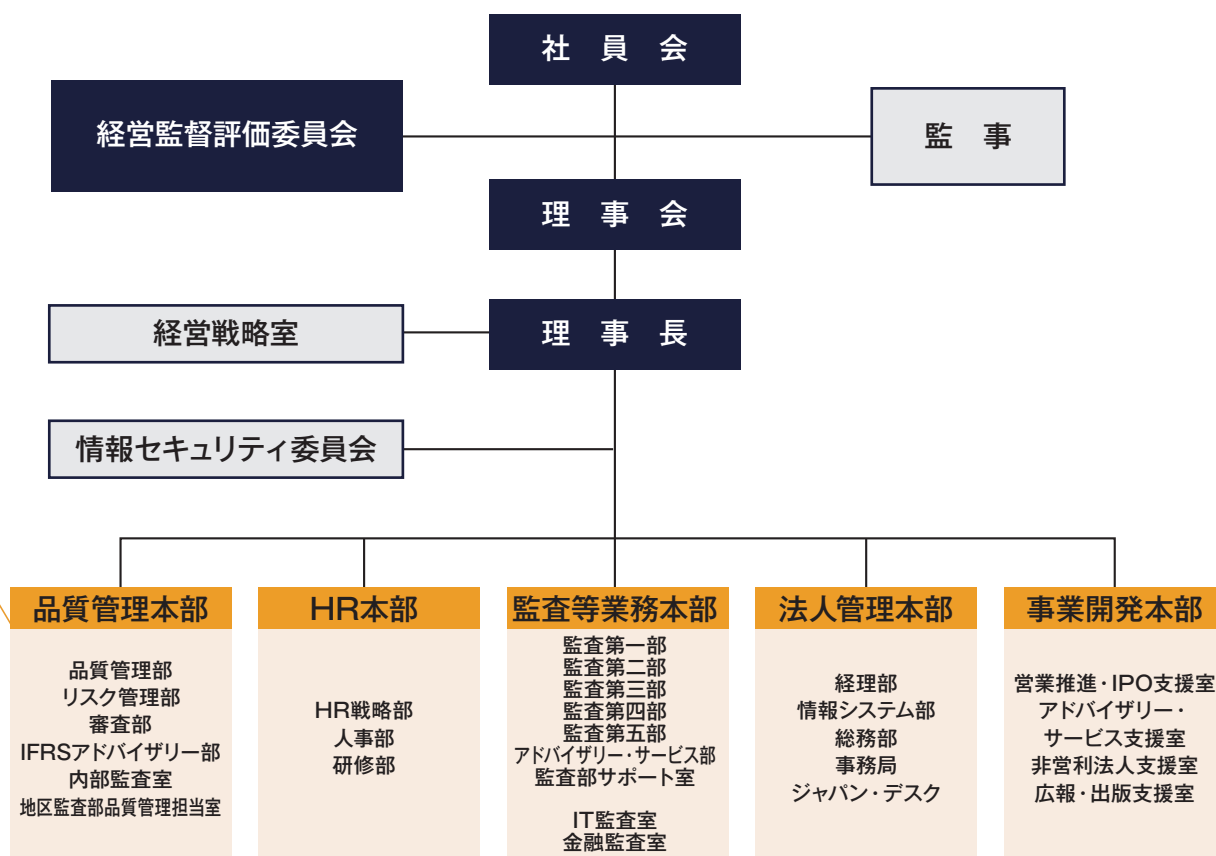 社 員 会
経営監督評価委員会
監 事
理 事 会
経営戦略室
理 事 長
情報セキュリティ委員会
品質管理本部
品質管理部
リスク管理部
審査部
IFRSアドバイザリー部
内部監査室
地区監査部品質管理担当室
HR本部
HR戦略部
人事部
研修部
監査等業務本部
監査第一部
監査第二部
監査第三部
監査第四部
監査第五部
アドバイザリー・サービス部
監査部サポート室
IT監査室
金融監査室
法人管理本部
経理部
情報システム部
総務部
事務局
ジャパン・デスク
事業開発本部
営業推進・IPO支援室
アドバイザリー・
サービス支援室
非営利法人支援室
広報・出版支援室